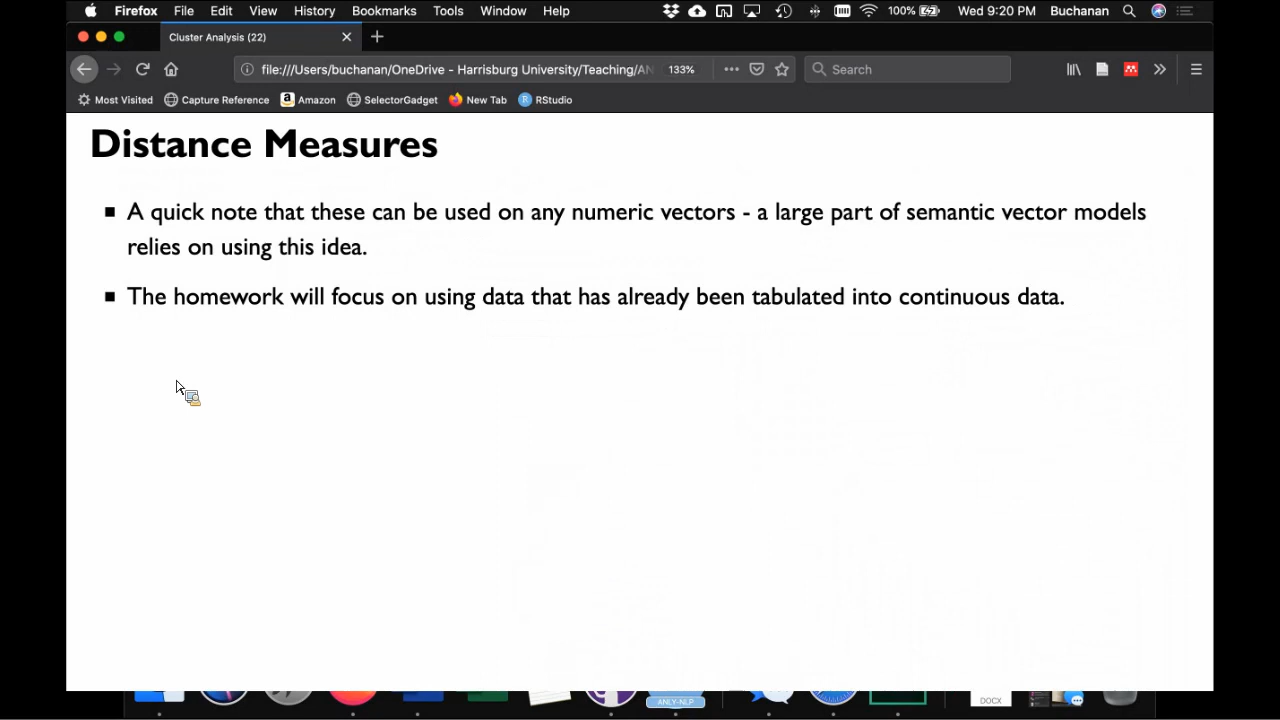 Firefox File Edit View History Bookmarks Tools Window Help 100% Wed 9:20 PM Buchanan
Cluster Analysis (22)
file:///Users/buchanan/OneDrive - Harrisburg University/Teaching/AN 133% Search
Most Visited Capture Reference Amazon SelectorGadget New Tab RStudio
Distance Measures
■ A quick note that these can be used on any numeric vectors - a large part of semantic vector models
relies on using this idea.
■ The homework will focus on using data that has already been tabulated into continuous data.
ANLY-NLP
DOCX